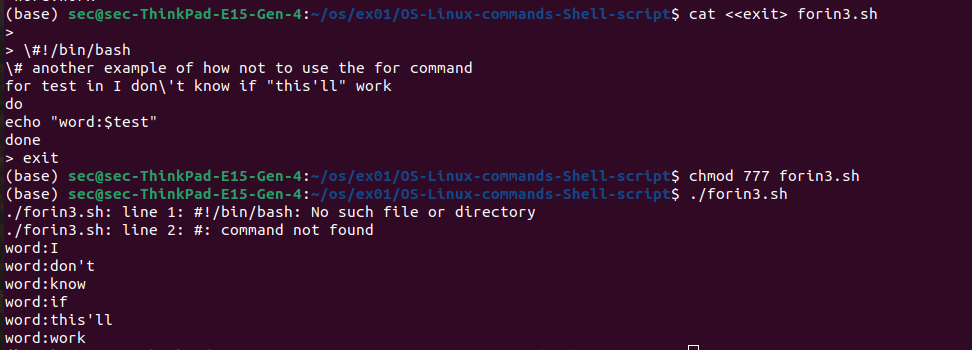 (base) sec@sec-ThinkPad-E15-Gen-4:~/os/ex01/OS-Linux-commands-Shell-script$ cat <<exit> forin3.sh
>
> \#!/bin/bash
\# another example of how not to use the for command
for test in I don\'t know if "this'll" work
do
echo "word:$test"
done
> exit
(base) sec@sec-ThinkPad-E15-Gen-4:~/os/ex01/OS-Linux-commands-Shell-script$ chmod 777 forin3.sh
(base) sec@sec-ThinkPad-E15-Gen-4:~/os/ex01/OS-Linux-commands-Shell-script$ ./forin3.sh
./forin3.sh: line 1: #!/bin/bash: No such file or directory
./forin3.sh: line 2: #: command not found
word:I
word:don't
word:know
word:if
word:this'll
word:work